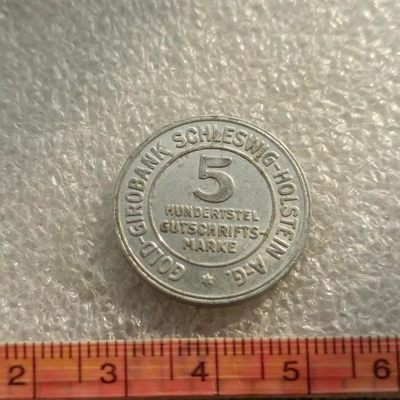 GOLD-GIROBANK SCHLESWIG-HOLSTEIN A-G.
5
HUNDERTSTEL
GUTSCHRIFTS-
MARKE
2 3 4 5 6